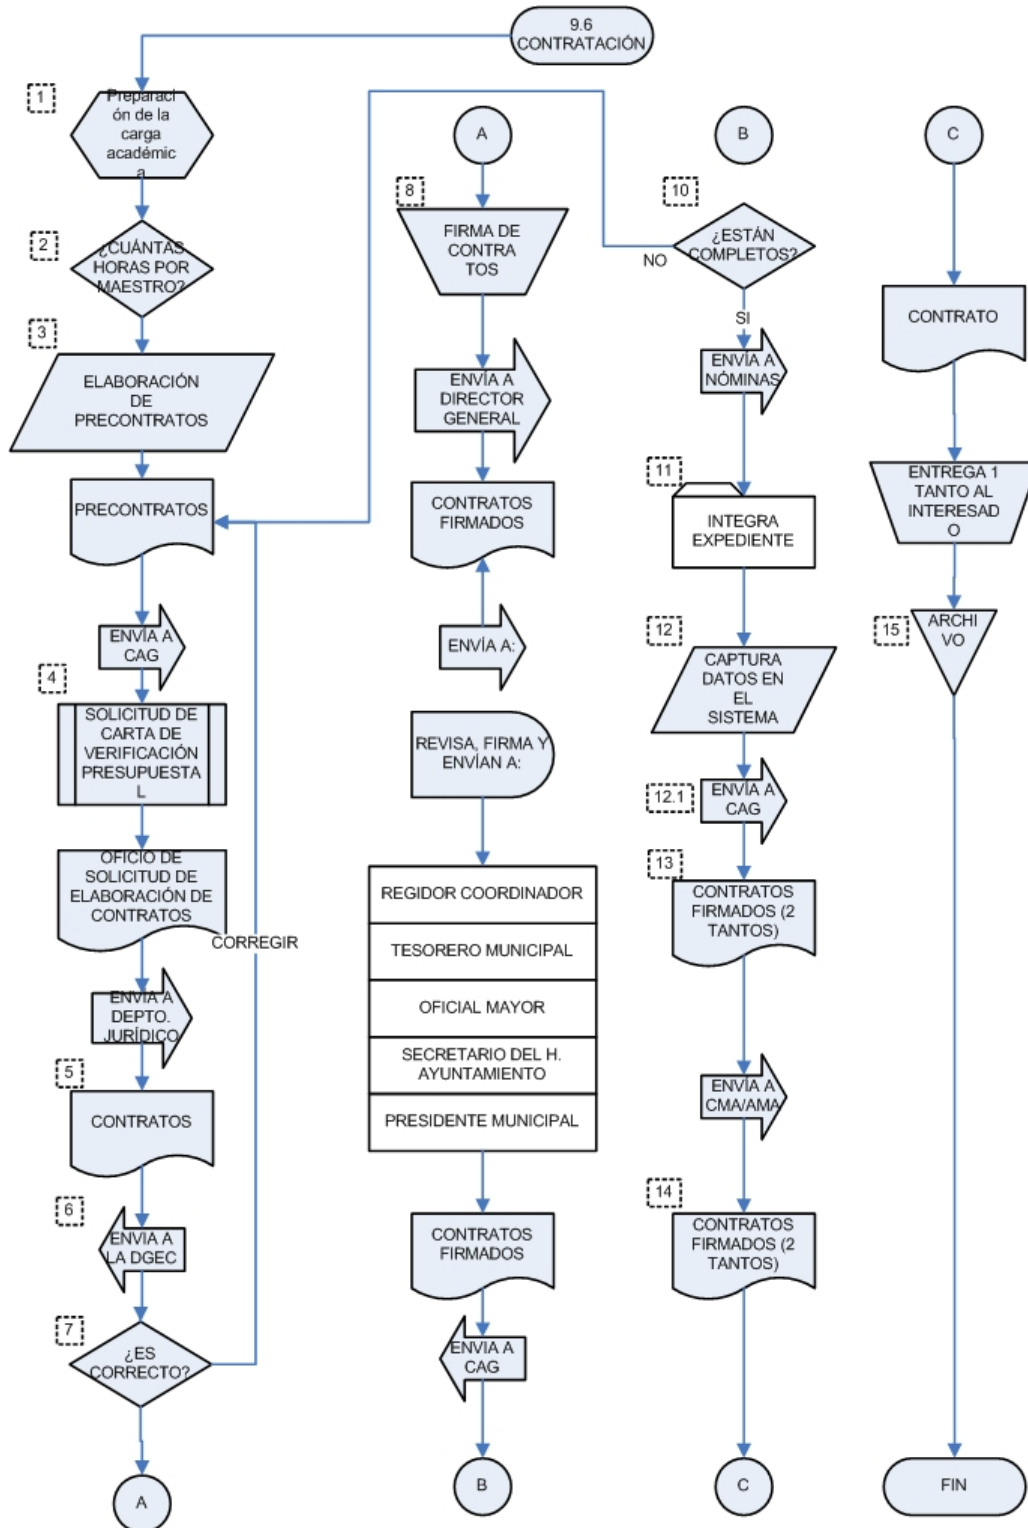 9.6
CONTRATACIÓN
1
Preparaci
ón de la
carga
académic
a
2
¿CUÁNTAS
HORAS POR
MAESTRO?
3
ELABORACIÓN
DE
PRECONTRATOS
PRECONTRATOS
ENVÍA A
CAG
4
SOLICITUD DE
CARTA DE
VERIFICACIÓN
PRESUPUESTA
L
OFICIO DE
SOLICITUD DE
ELABORACIÓN DE
CONTRATOS
CORREGIR
ENVIA A
DEPTO.
JURÍDICO
5
CONTRATOS
6
ENVIA A
LA DGEC
7
¿ES
CORRECTO?
A
A
8
FIRMA DE
CONTRA
TOS
ENVÍA A
DIRECTOR
GENERAL
CONTRATOS
FIRMADOS
ENVÍA A:
REVISA, FIRMA Y
ENVÍAN A:
REGIDOR COORDINADOR
TESORERO MUNICIPAL
OFICIAL MAYOR
SECRETARIO DEL H.
AYUNTAMIENTO
PRESIDENTE MUNICIPAL
CONTRATOS
FIRMADOS
ENVIA A
CAG
B
B
10
¿ESTÁN
COMPLETOS?
NO
SI
ENVÍA A
NÓMINAS
11
INTEGRA
EXPEDIENTE
12
CAPTURA
DATOS EN
EL
SISTEMA
12.1
ENVÍA A
CAG
13
CONTRATOS
FIRMADOS (2
TANTOS)
ENVÍA A
CMA/AMA
14
CONTRATOS
FIRMADOS (2
TANTOS)
C
C
CONTRATO
ENTREGA 1
TANTO AL
INTERESAD
O
15
ARCHI
VO
FIN